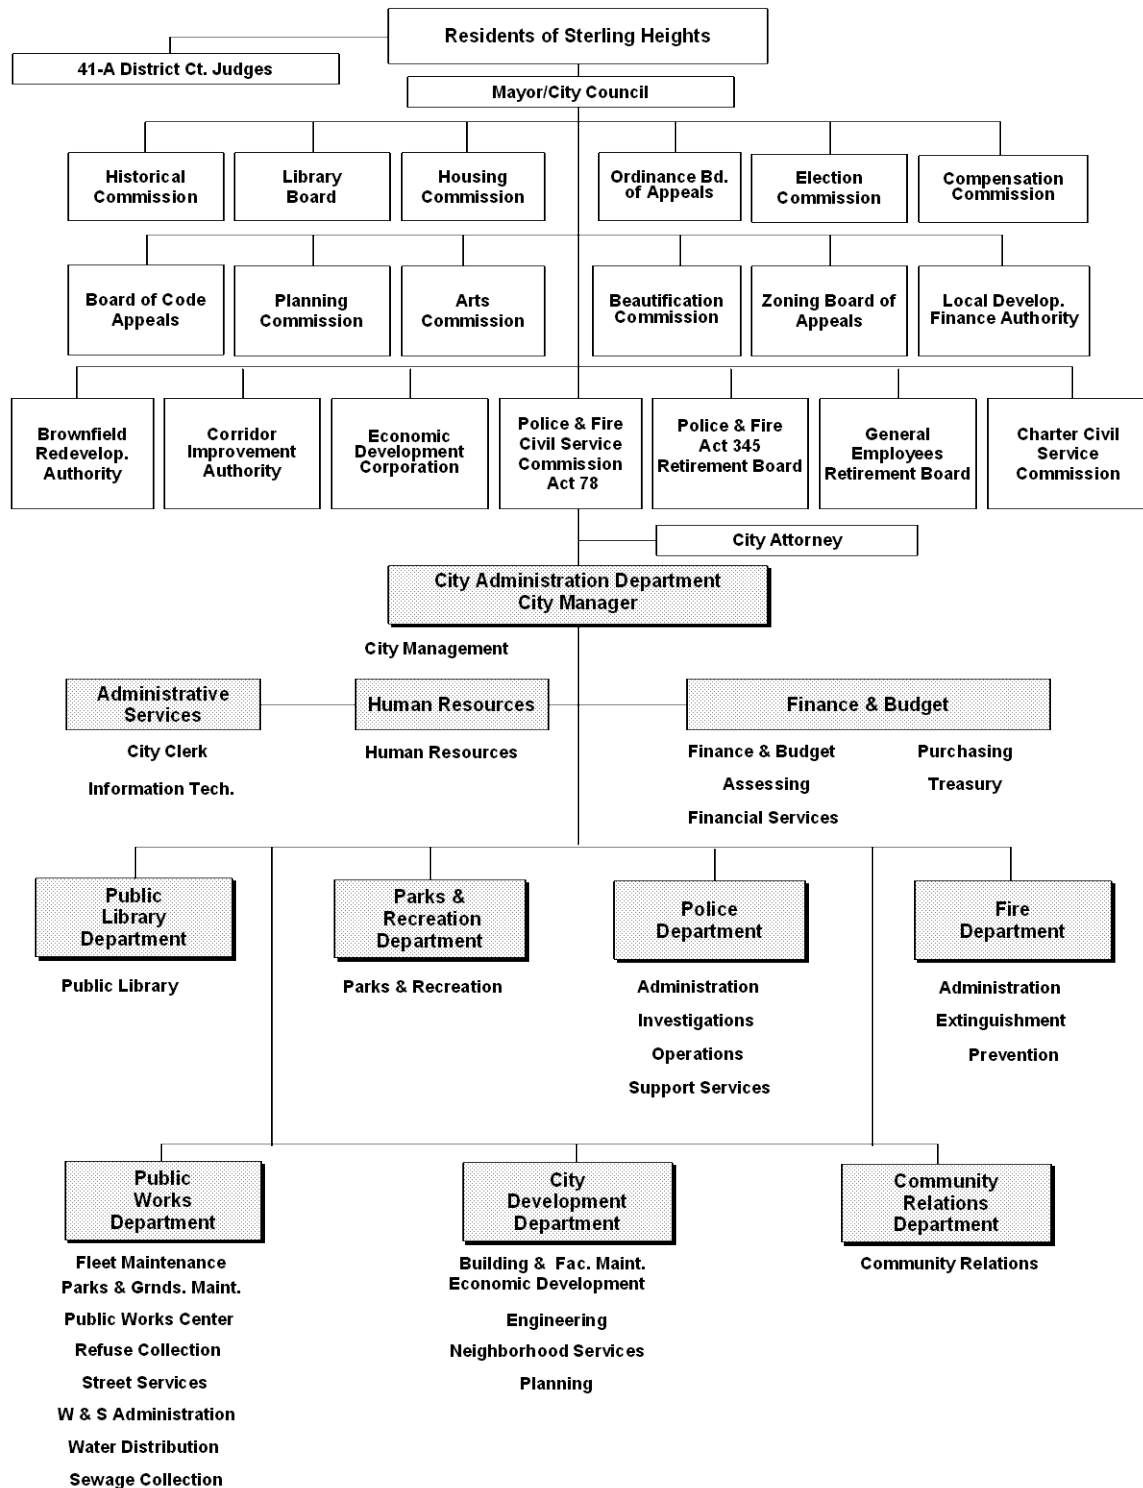 Residents of Sterling Heights
41-A District Ct. Judges
Mayor/City Council
Historical
Commission
Library
Board
Housing
Commission
Ordinance Bd.
of Appeals
Election
Commission
Compensation
Commission
Board of Code
Appeals
Planning
Commission
Arts
Commission
Beautification
Commission
Zoning Board of
Appeals
Local Develop.
Finance Authority
Brownfield
Redevelop.
Authority
Corridor
Improvement
Authority
Economic
Development
Corporation
Police & Fire
Civil Service
Commission
Act 78
Police & Fire
Act 345
Retirement Board
General
Employees
Retirement Board
Charter Civil
Service
Commission
City Attorney
City Administration Department
City Manager
City Management
Administrative
Services
City Clerk
Information Tech.
Human Resources
Human Resources
Finance & Budget
Finance & Budget
Purchasing
Assessing
Treasury
Financial Services
Public
Library
Department
Public Library
Parks &
Recreation
Department
Parks & Recreation
Police
Department
Administration
Investigations
Operations
Support Services
Fire
Department
Administration
Extinguishment
Prevention
Public
Works
Department
Fleet Maintenance
Parks & Grnds. Maint.
Public Works Center
Refuse Collection
Street Services
W & S Administration
Water Distribution
Sewage Collection
City
Development
Department
Building & Fac. Maint.
Economic Development
Engineering
Neighborhood Services
Planning
Community
Relations
Department
Community Relations